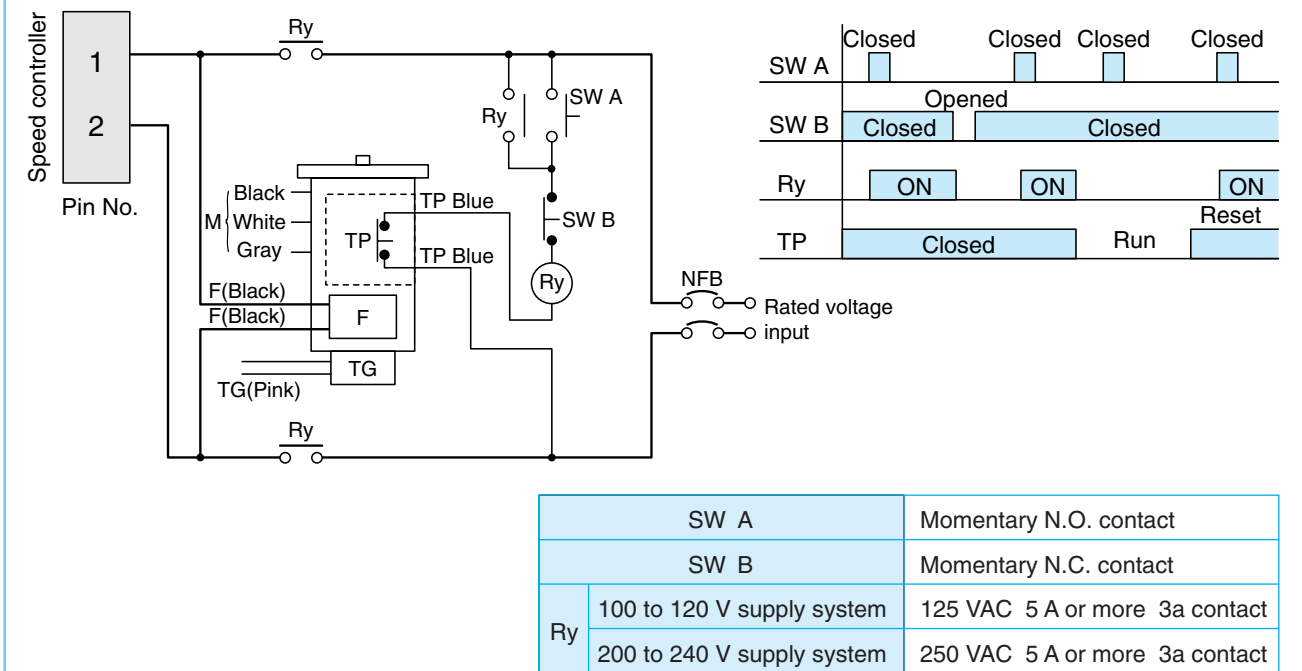 Speed controller
1
2
Pin No.
Ry
Ry
SW A
SW B
Ry
Black
M White
Gray
TP
TP Blue
TP Blue
F(Black)
F(Black)
F
TG
TG(Pink)
Ry
NFB
Rated voltage
input
Closed Closed Closed Closed
SW A
Opened
SW B Closed Closed
Ry ON ON ON
Reset
TP Closed Run
SW A Momentary N.O. contact
SW B Momentary N.C. contact
Ry
100 to 120 V supply system 125 VAC 5 A or more 3a contact
200 to 240 V supply system 250 VAC 5 A or more 3a contact